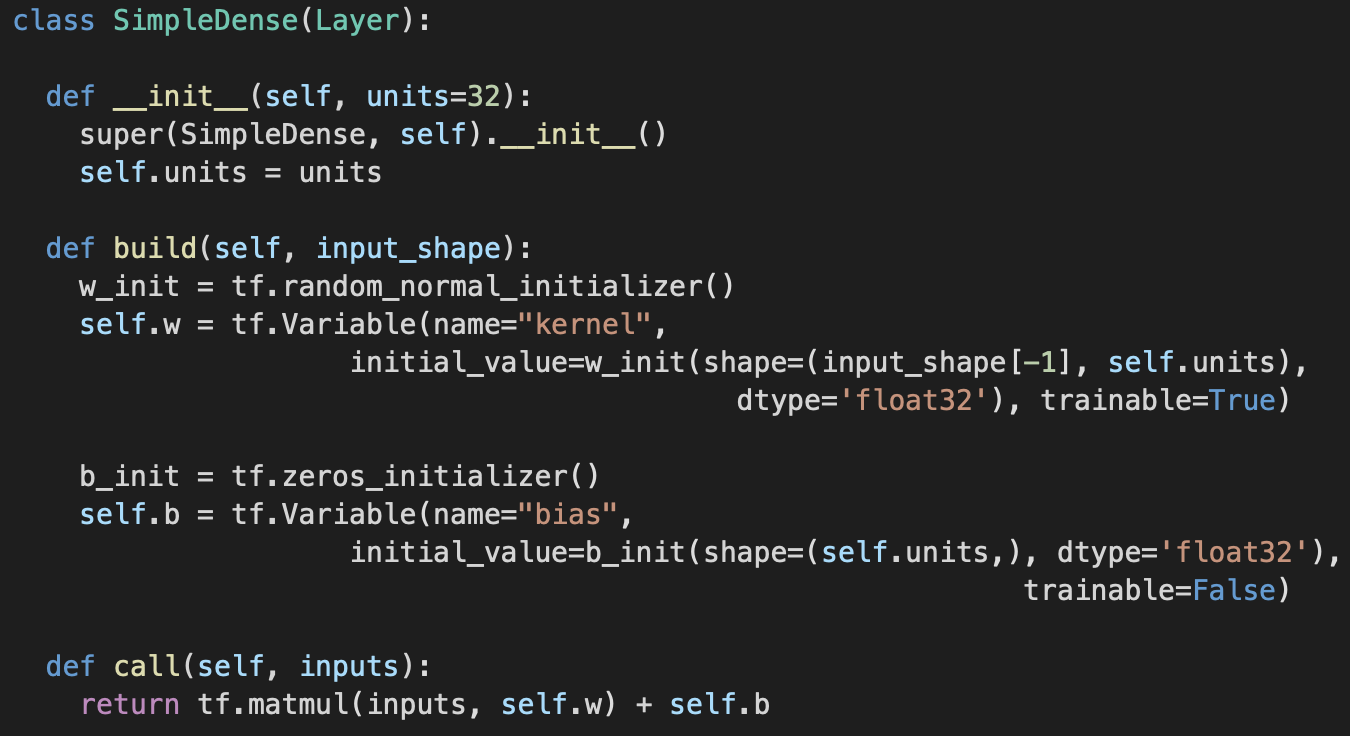 class SimpleDense(Layer):
def __init__(self, units=32):
super(SimpleDense, self).__init__()
self.units = units
def build(self, input_shape):
w_init = tf.random_normal_initializer()
self.w = tf.Variable(name="kernel",
initial_value=w_init(shape=(input_shape[-1], self.units),
dtype='float32'), trainable=True)
b_init = tf.zeros_initializer()
self.b = tf.Variable(name="bias",
initial_value=b_init(shape=(self.units,), dtype='float32'),
trainable=False)
def call(self, inputs):
return tf.matmul(inputs, self.w) + self.b